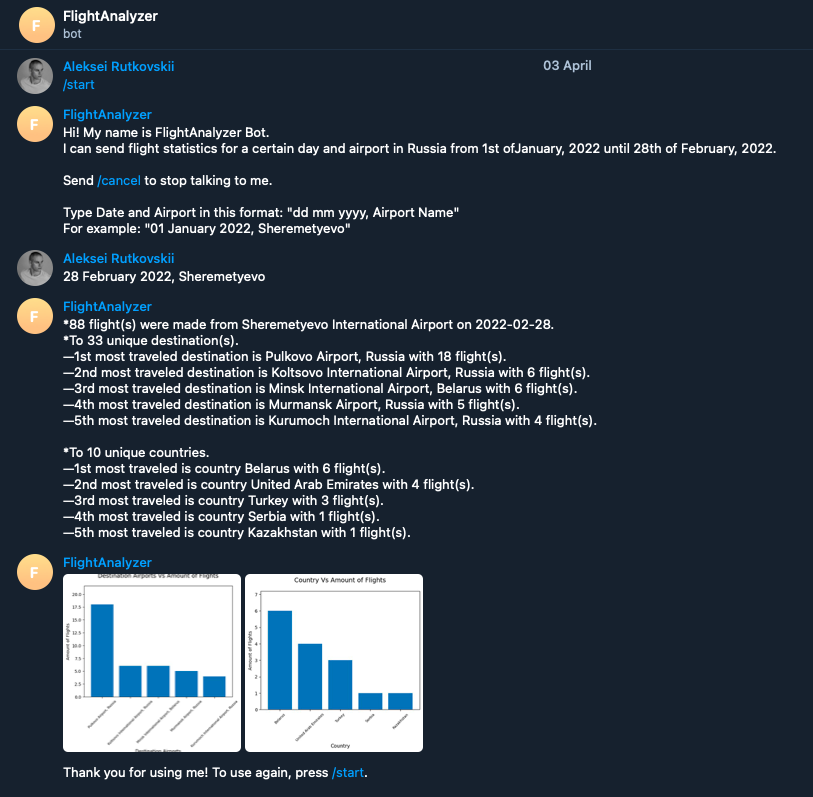 F
FlightAnalyzer
bot
Aleksei Rutkovskii
03 April
/start
F
FlightAnalyzer
Hi! My name is FlightAnalyzer Bot.
I can send flight statistics for a certain day and airport in Russia from 1st ofJanuary, 2022 until 28th of February, 2022.
Send /cancel to stop talking to me.
Type Date and Airport in this format: "dd mm yyyy, Airport Name"
For example: "01 January 2022, Sheremetyevo"
Aleksei Rutkovskii
28 February 2022, Sheremetyevo
F
FlightAnalyzer
*88 flight(s) were made from Sheremetyevo International Airport on 2022-02-28.
*To 33 unique destination(s).
—1st most traveled destination is Pulkovo Airport, Russia with 18 flight(s).
—2nd most traveled destination is Koltsovo International Airport, Russia with 6 flight(s).
—3rd most traveled destination is Minsk International Airport, Belarus with 6 flight(s).
—4th most traveled destination is Murmansk Airport, Russia with 5 flight(s).
—5th most traveled destination is Kurumoch International Airport, Russia with 4 flight(s).
*To 10 unique countries.
—1st most traveled is country Belarus with 6 flight(s).
—2nd most traveled is country United Arab Emirates with 4 flight(s).
—3rd most traveled is country Turkey with 3 flight(s).
—4th most traveled is country Serbia with 1 flight(s).
—5th most traveled is country Kazakhstan with 1 flight(s).
F
FlightAnalyzer
Destination Airports Vs Amount of Flights
Amount of Flights
20.0
17.5
15.0
12.5
10.0
7.5
5.0
2.5
0.0
Pulkovo Airport, Russia
Koltsovo International Airport, Russia
Minsk International Airport, Belarus
Murmansk Airport, Russia
Kurumoch International Airport, Russia
Destination Airports
Country Vs Amount of Flights
Amount of Flights
7
6
5
4
3
2
1
0
Belarus
United Arab Emirates
Turkey
Serbia
Kazakhstan
Country
Thank you for using me! To use again, press /start.